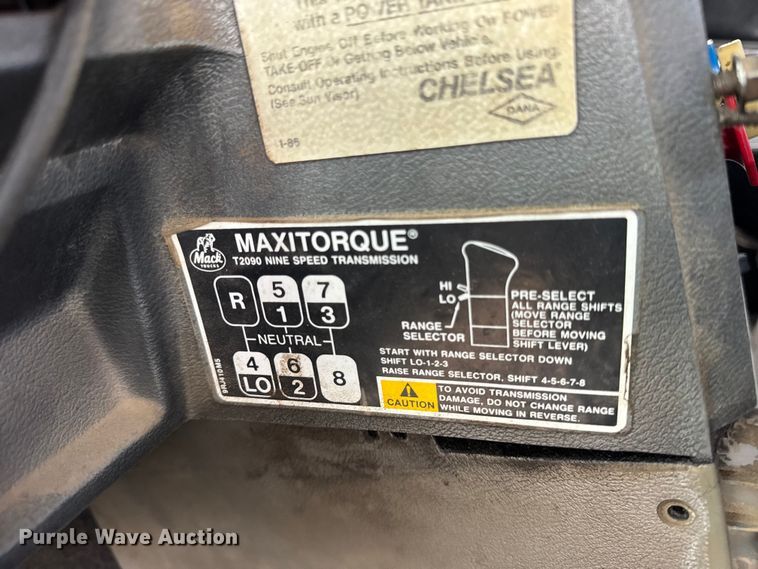 with a POWER TAKE
Shut Engine Off Before Working On POWER
TAKE-OFF or Getting Below Vehicle.
Consult Operating Instructions Before Using.
(See Sun Visor)
CHELSEA®
DANA
1-85
Mack
TRUCKS
MAXITORQUE®
T2090 NINE SPEED TRANSMISSION
R 5 7
1 3
NEUTRAL
4 6 8
LO 2
HI
LO
RANGE
SELECTOR
PRE-SELECT
ALL RANGE SHIFTS
(MOVE RANGE
SELECTOR
BEFORE MOVING
SHIFT LEVER)
START WITH RANGE SELECTOR DOWN
SHIFT LO-1-2-3
RAISE RANGE SELECTOR, SHIFT 4-5-6-7-8
CAUTION
TO AVOID TRANSMISSION
DAMAGE, DO NOT CHANGE RANGE
WHILE MOVING IN REVERSE.
Purple Wave Auction